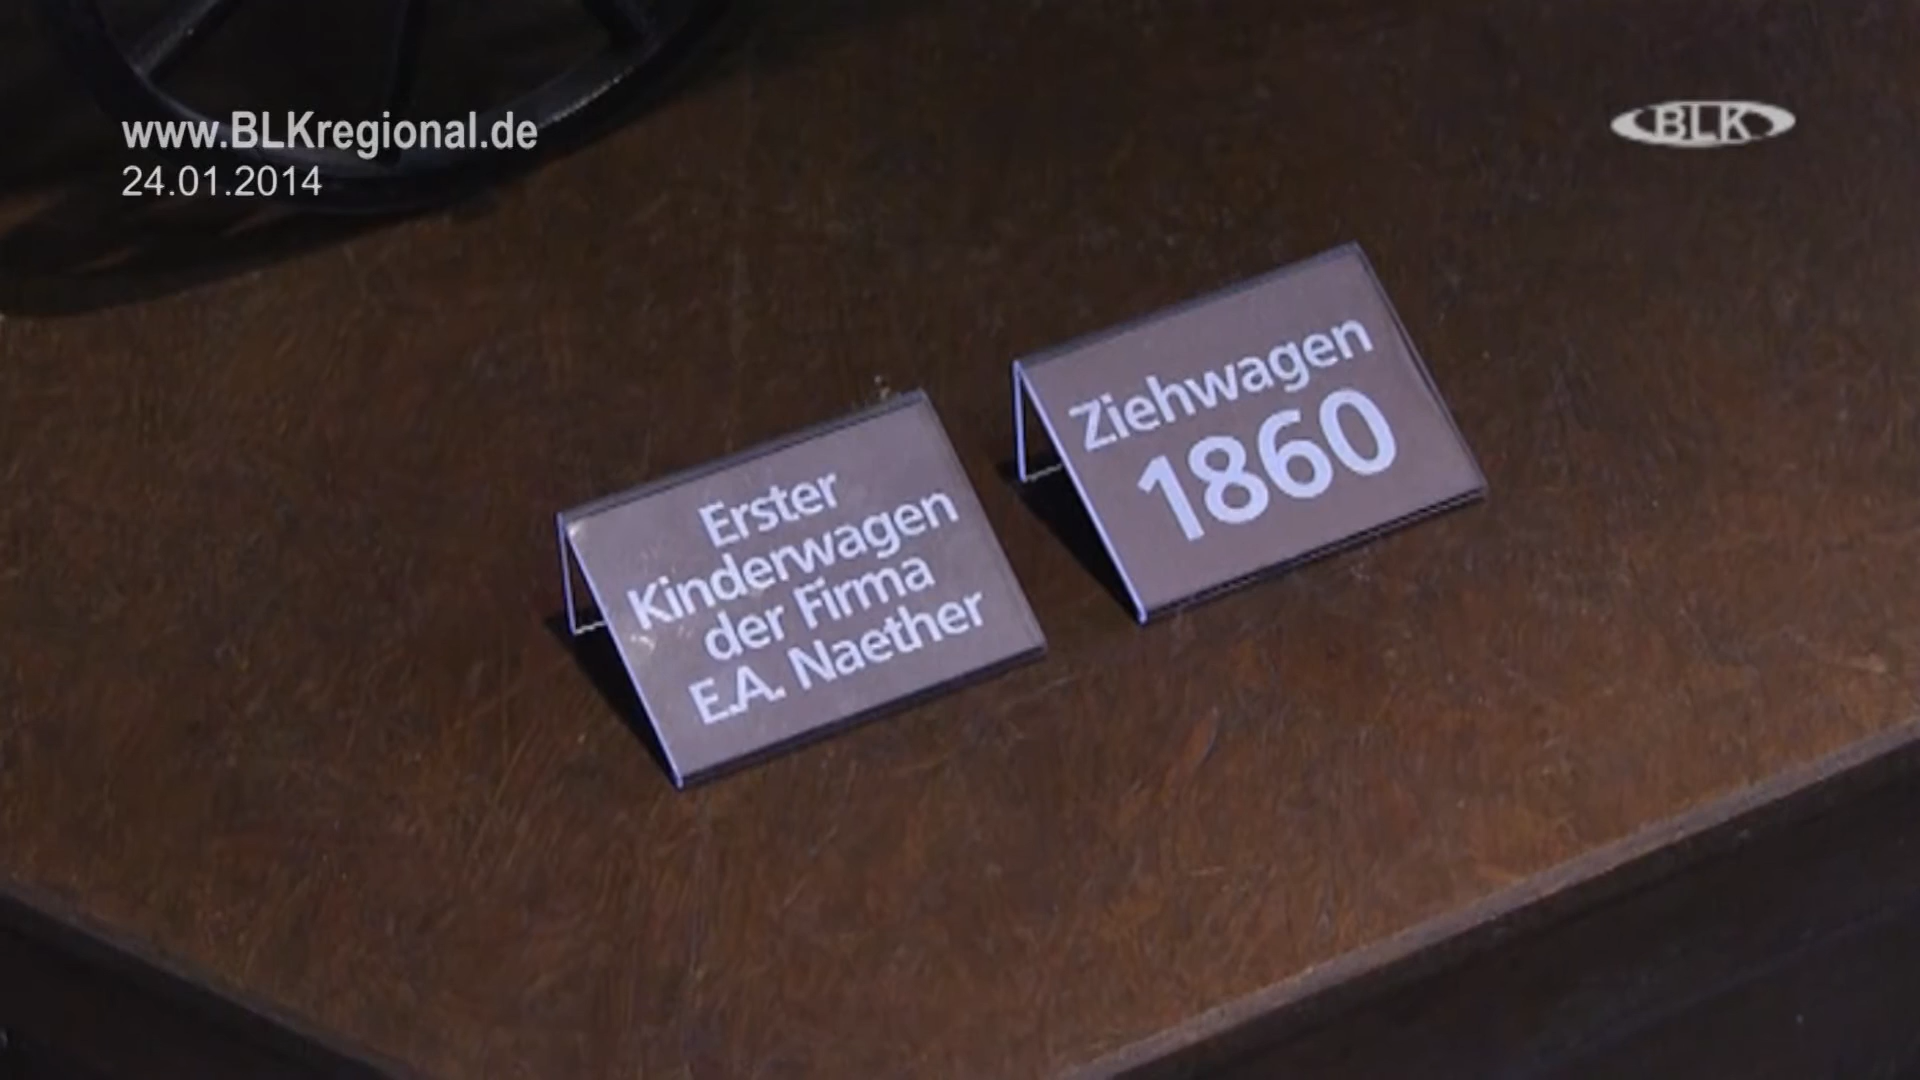 www.BLKregional.de
24.01.2014
BLK
Erster
Kinderwagen
der Firma
E.A. Naether
Ziehwagen
1860